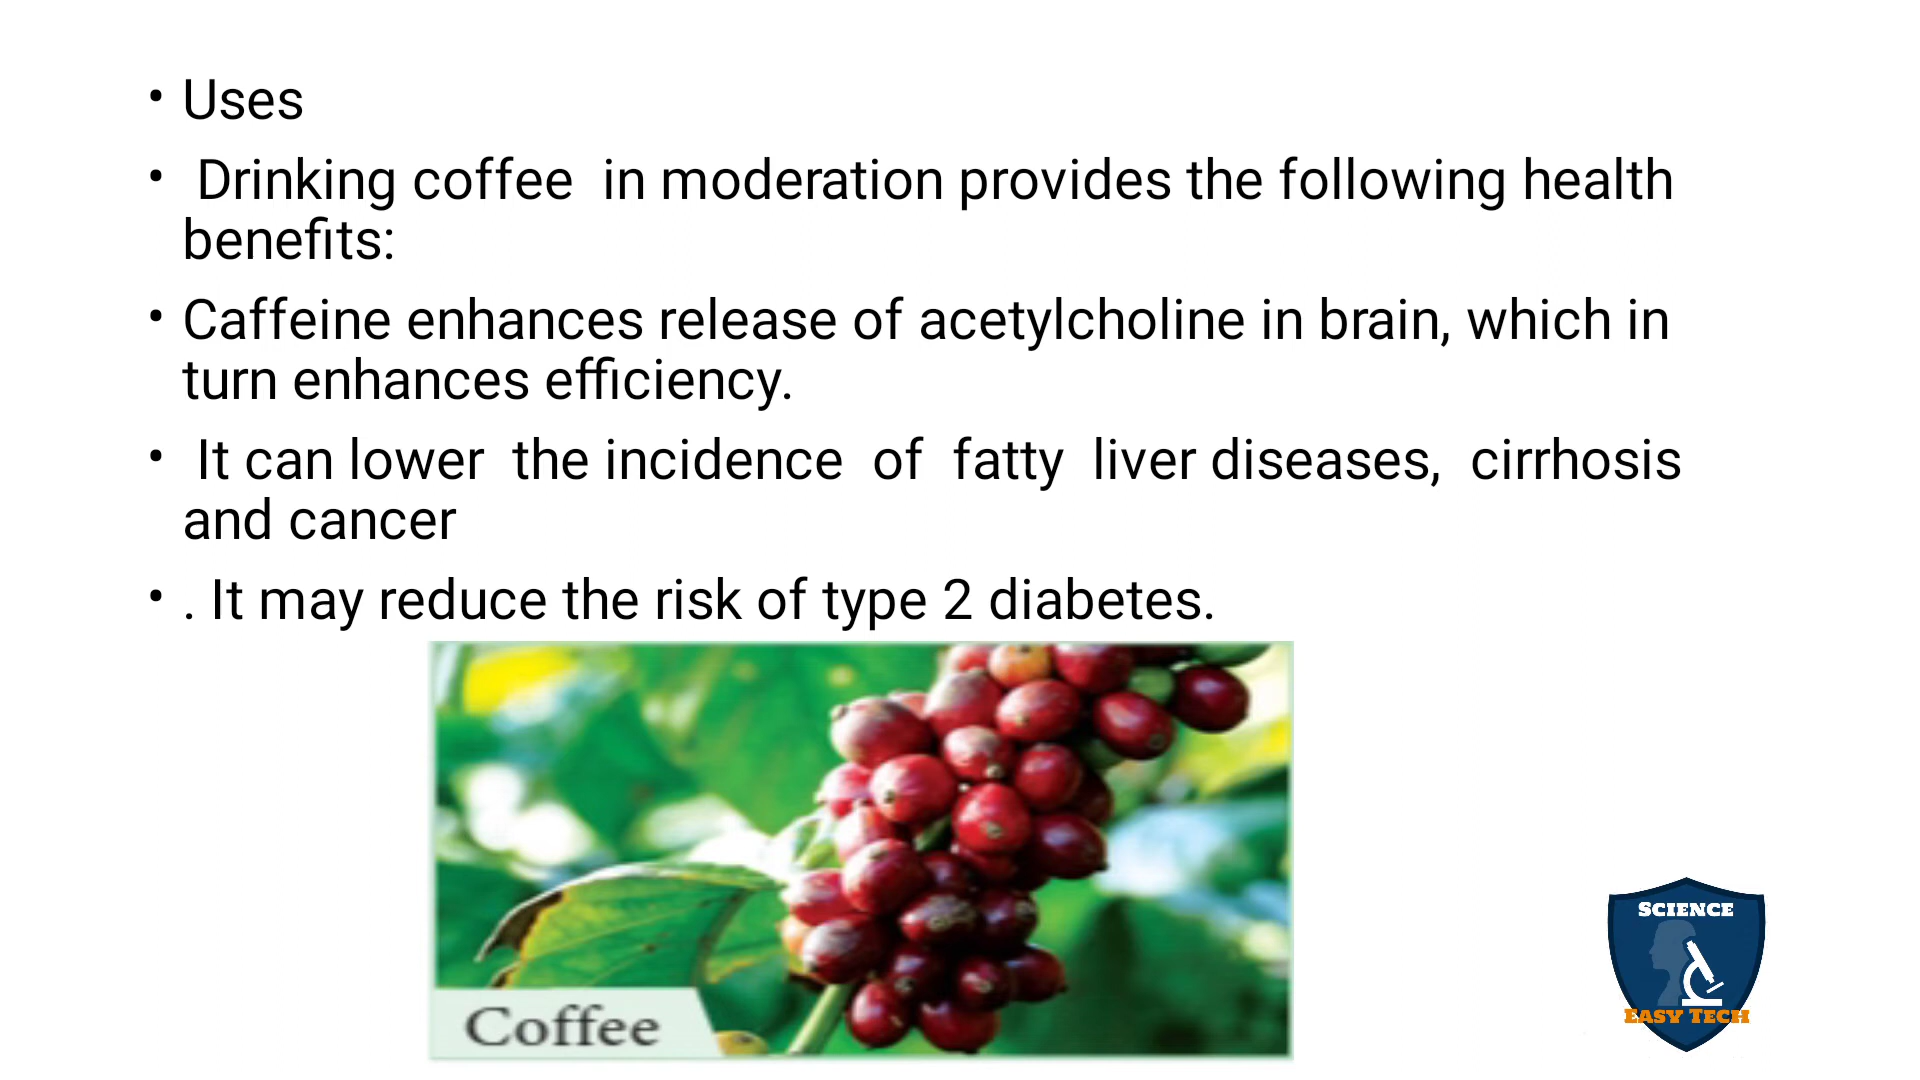 • Uses
• Drinking coffee in moderation provides the following health
benefits:
• Caffeine enhances release of acetylcholine in brain, which in
turn enhances efficiency.
• It can lower the incidence of fatty liver diseases, cirrhosis
and cancer
• . It may reduce the risk of type 2 diabetes.
Coffee
SCIENCE
EASY TECH